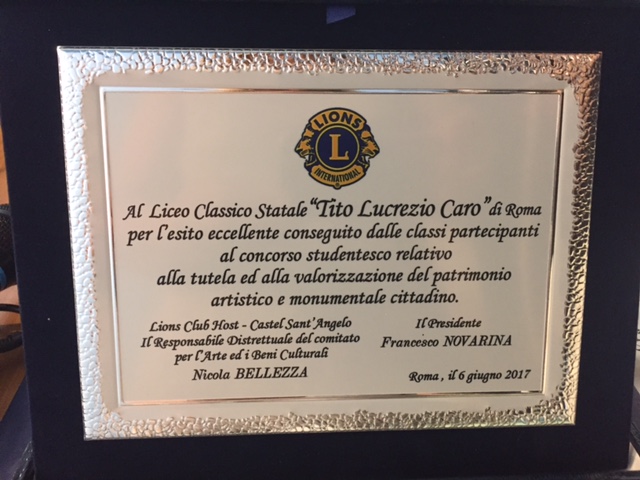 LIONS
L
INTERNATIONAL
Al Liceo Classico Statale "Tito Lucrezio Caro" di Roma
per l'esito eccellente conseguito dalle classi partecipanti
al concorso studentesco relativo
alla tutela ed alla valorizzazione del patrimonio
artistico e monumentale cittadino.
Lions Club Host - Castel Sant'Angelo
Il Responsabile Distrettuale del comitato
per l'Arte ed i Beni Culturali
Nicola BELLEZZA
Il Presidente
Francesco NOVARINA
Roma , il 6 giugno 2017